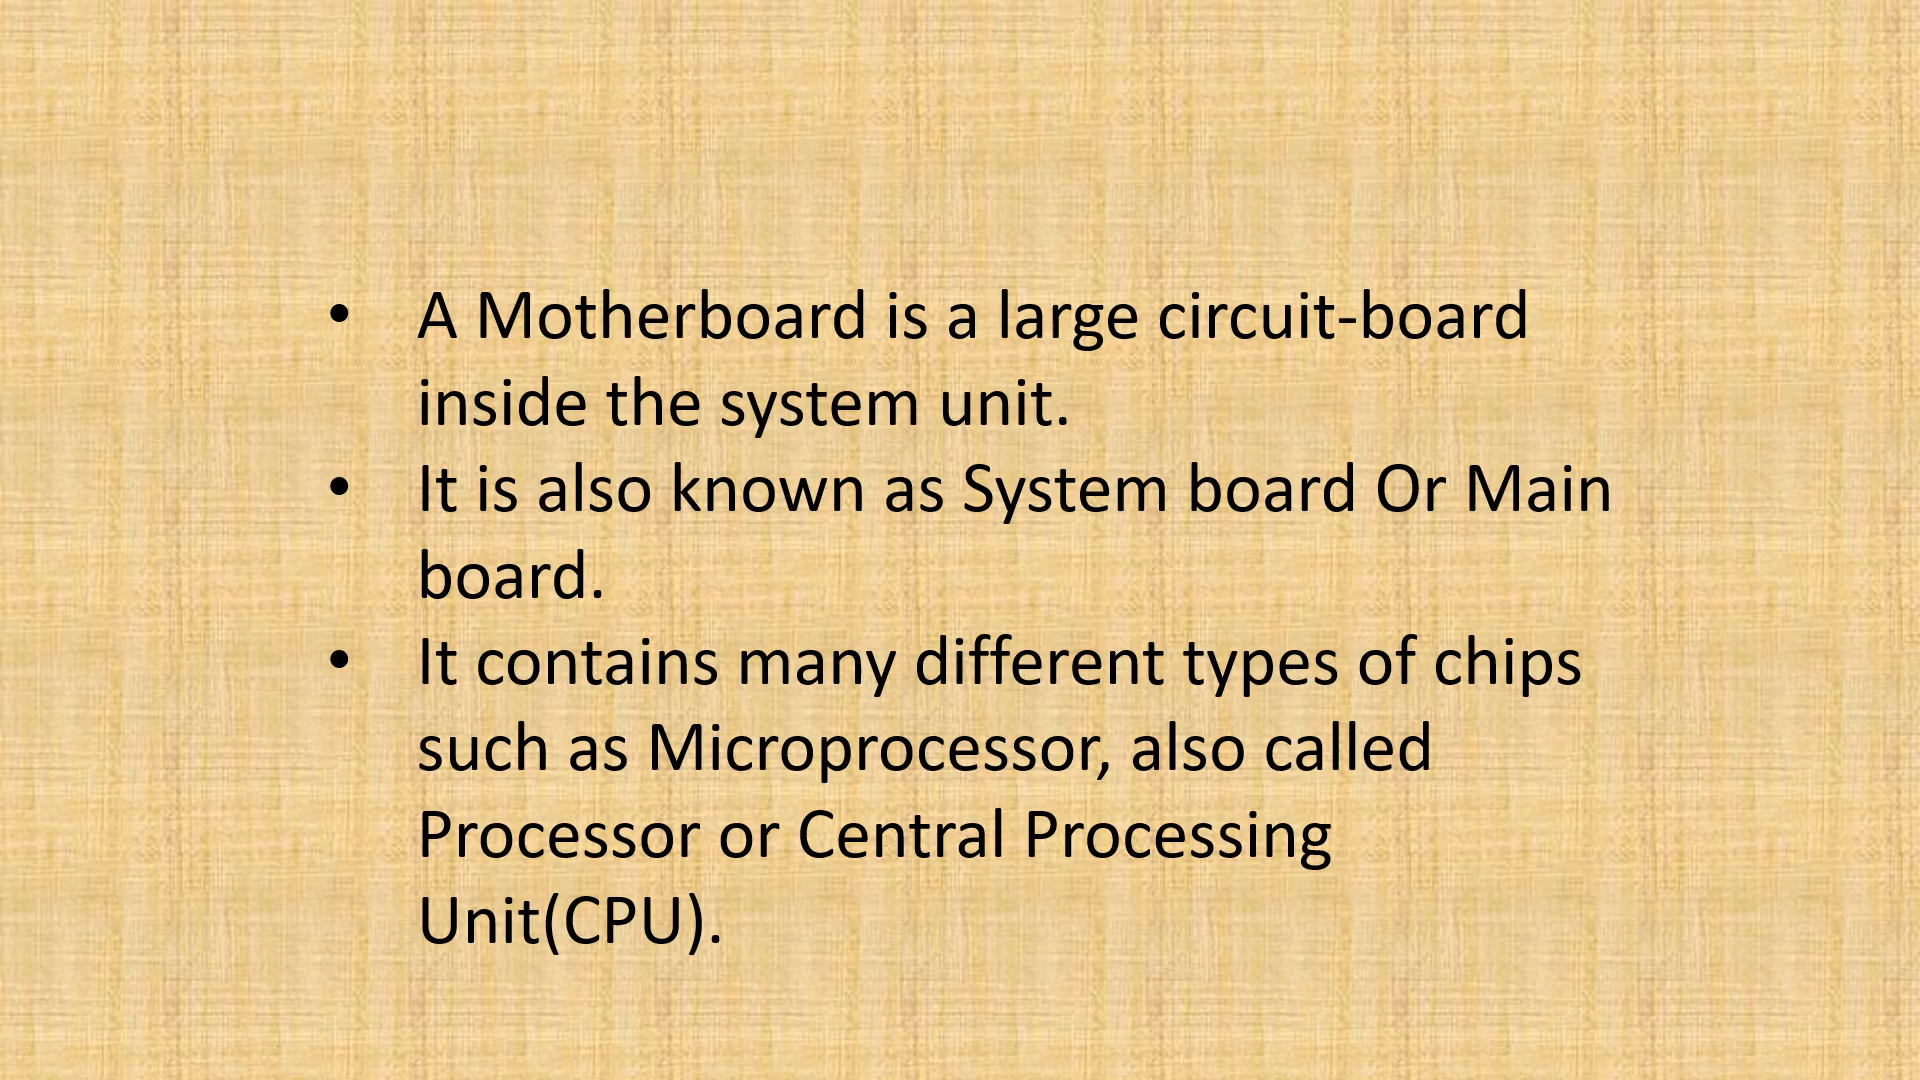 • A Motherboard is a large circuit-board
inside the system unit.
• It is also known as System board Or Main
board.
• It contains many different types of chips
such as Microprocessor, also called
Processor or Central Processing
Unit(CPU).